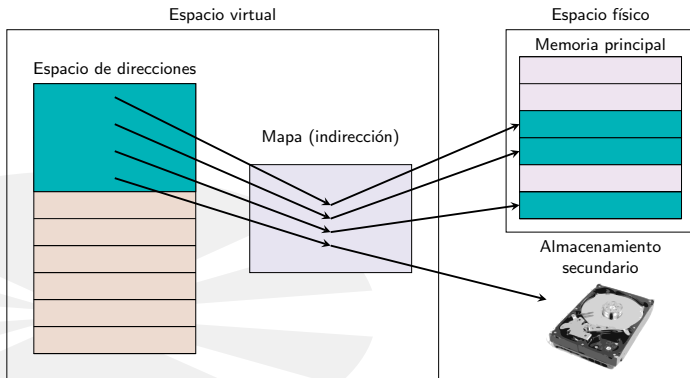 Espacio virtual
Espacio de direcciones
Mapa (indirección)
Espacio físico
Memoria principal
Almacenamiento
secundario